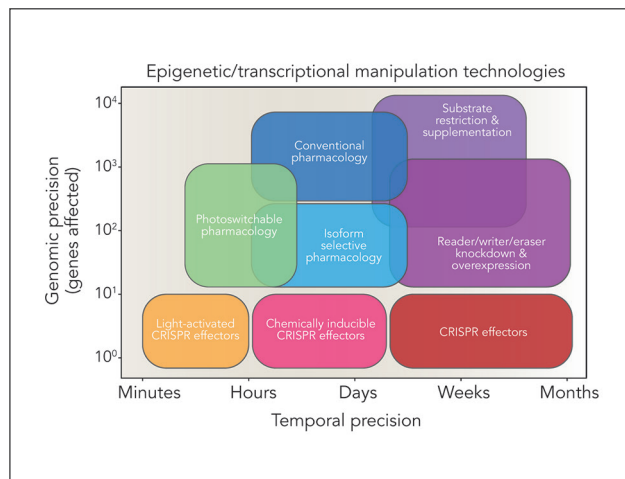 Epigenetic/transcriptional manipulation technologies
Genomic precision
(genes affected)
10⁴
10³
10²
10¹
10⁰
Substrate
restriction &
supplementation
Conventional
pharmacology
Photoswitchable
pharmacology
Isoform
selective
pharmacology
Reader/writer/eraser
knockdown &
overexpression
Light-activated
CRISPR effectors
Chemically inducible
CRISPR effectors
CRISPR effectors
Minutes Hours Days Weeks Months
Temporal precision